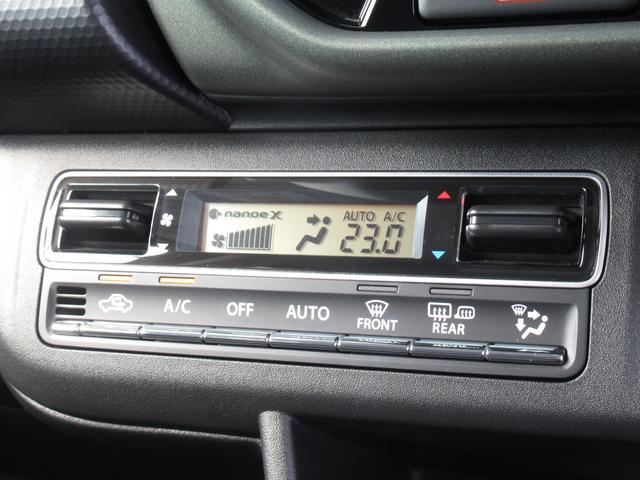 nanoe X
AUTO A/C
23.0
A/C OFF AUTO FRONT REAR